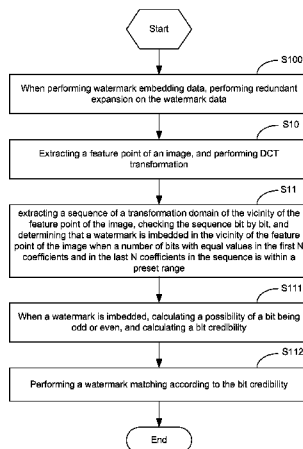 Start
S100
When performing watermark embedding data, performing redundant
expansion on the watermark data
S10
Extracting a feature point of an image, and performing DCT
transformation
S11
extracting a sequence of a transformation domain of the vicinity of the
feature point of the image, checking the sequence bit by bit, and
determining that a watermark is imbedded in the vicinity of the feature
point of the image when a number of bits with equal values in the first N
coefficients and in the last N coefficients in the sequence is within a
preset range
S111
When a watermark is imbedded, calculating a possibility of a bit being
odd or even, and calculating a bit credibility
S112
Performing a watermark matching according to the bit credibility
End